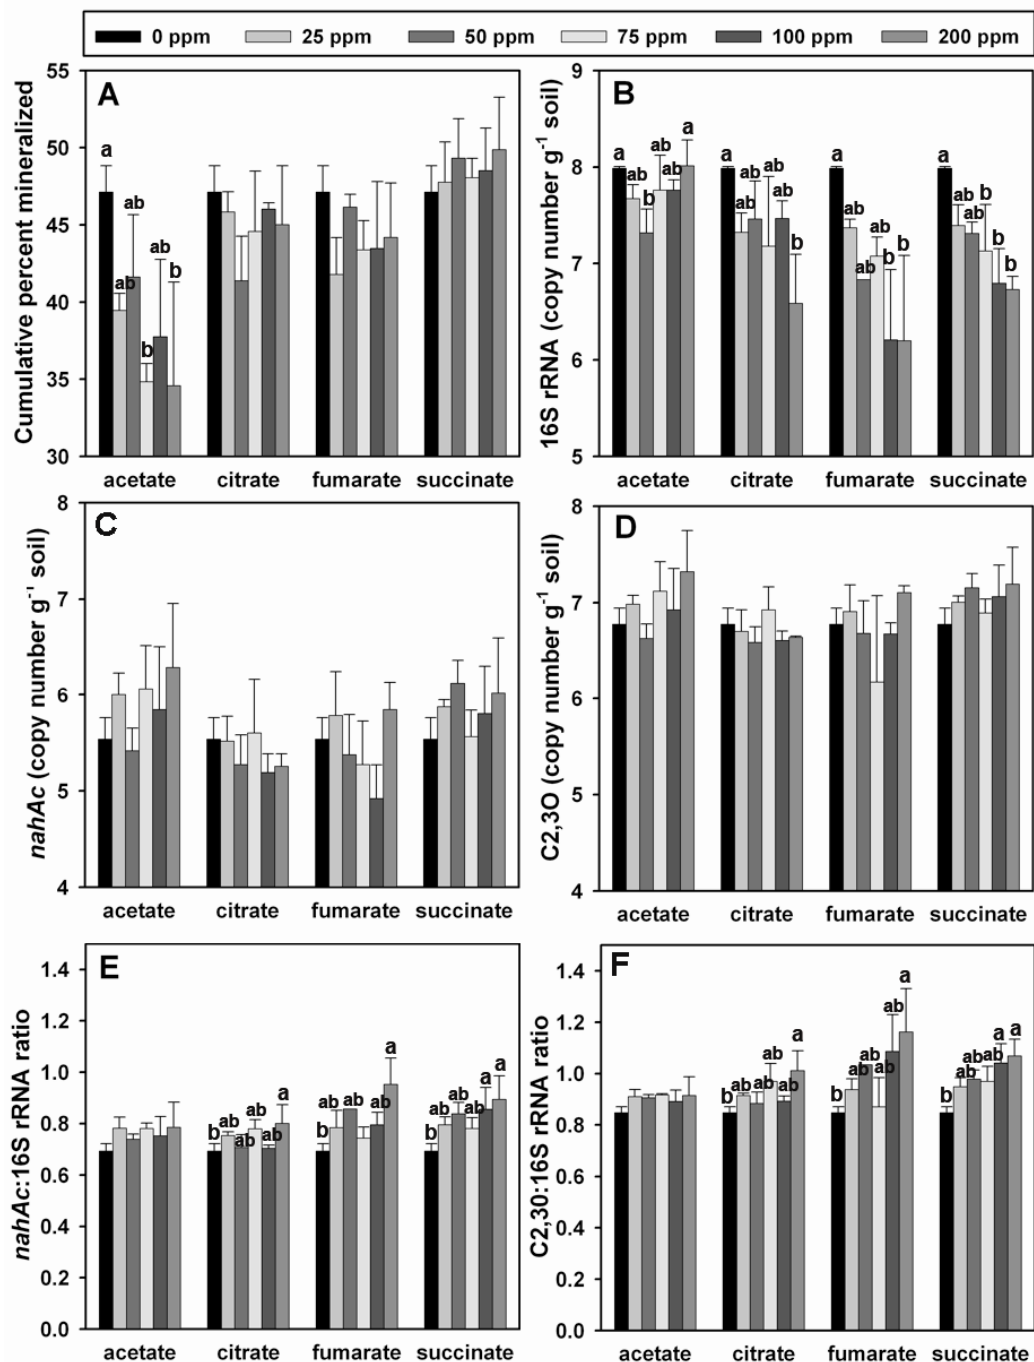 0 ppm 25 ppm 50 ppm 75 ppm 100 ppm 200 ppm
A
Cumulative percent mineralized
55
50
45
40
35
30
a
ab
ab
b
ab
b
acetate citrate fumarate succinate
B
16S rRNA (copy number g⁻¹ soil)
9
8
7
6
5
a ab b ab ab a
a ab ab ab ab b
a ab ab ab b b
a ab ab b b b
acetate citrate fumarate succinate
C
nahAc (copy number g⁻¹ soil)
8
7
6
5
4
acetate citrate fumarate succinate
D
C2,3O (copy number g⁻¹ soil)
8
7
6
5
4
acetate citrate fumarate succinate
E
nahAc:16S rRNA ratio
1.4
1.2
1.0
0.8
0.6
0.4
0.2
0.0
b ab ab ab ab a
b ab ab ab ab a
b ab ab ab a a
acetate citrate fumarate succinate
F
C2,30:16S rRNA ratio
1.4
1.2
1.0
0.8
0.6
0.4
0.2
0.0
b ab ab ab ab a
b ab ab ab ab a
b ab ab ab a a
acetate citrate fumarate succinate